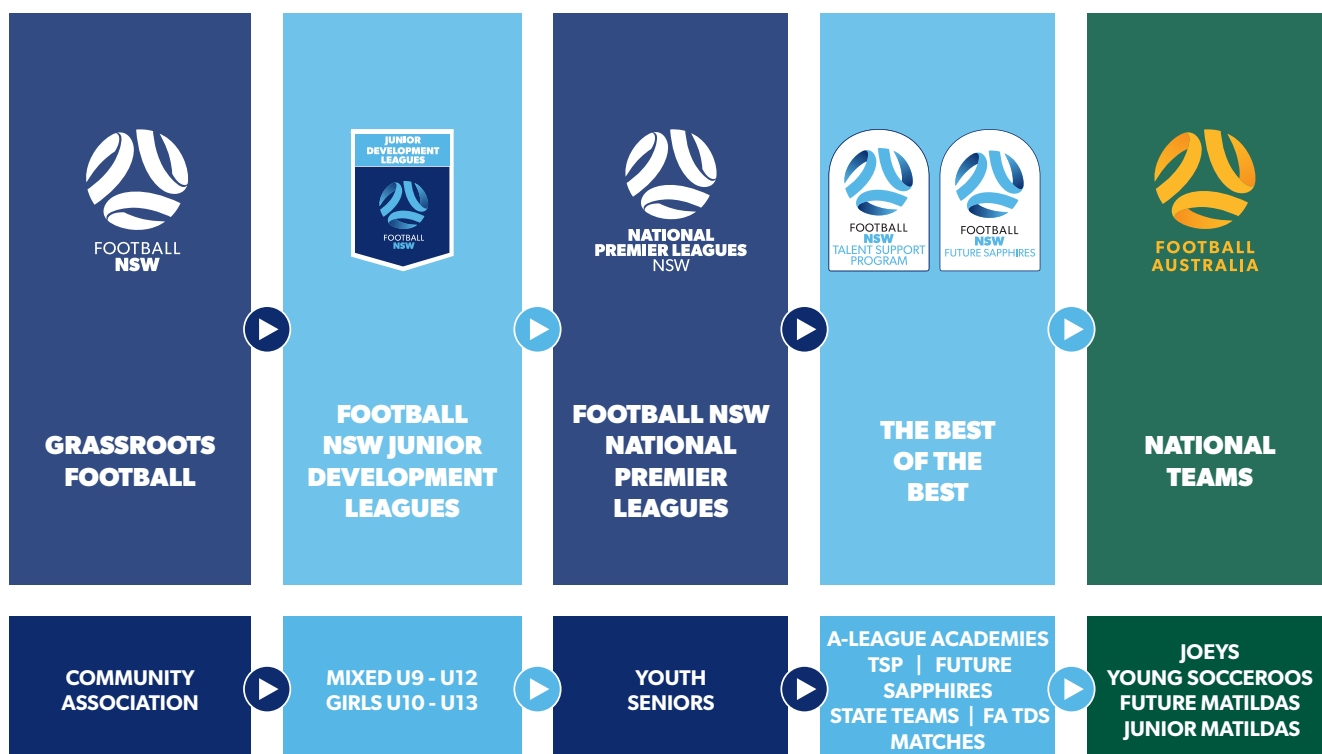 FOOTBALL
NSW
GRASSROOTS
FOOTBALL
JUNIOR
DEVELOPMENT
LEAGUES
FOOTBALL
NSW
FOOTBALL
NSW JUNIOR
DEVELOPMENT
LEAGUES
NATIONAL
PREMIER LEAGUES
NSW
FOOTBALL NSW
NATIONAL
PREMIER
LEAGUES
FOOTBALL
NSW
TALENT SUPPORT
PROGRAM
FOOTBALL
NSW
FUTURE SAPPHIRES
THE BEST
OF THE
BEST
FOOTBALL
AUSTRALIA
NATIONAL
TEAMS
COMMUNITY
ASSOCIATION
MIXED U9 - U12
GIRLS U10 - U13
YOUTH
SENIORS
A-LEAGUE ACADEMIES
TSP | FUTURE
SAPPHIRES
STATE TEAMS | FA TDS
MATCHES
JOEYS
YOUNG SOCCEROOS
FUTURE MATILDAS
JUNIOR MATILDAS